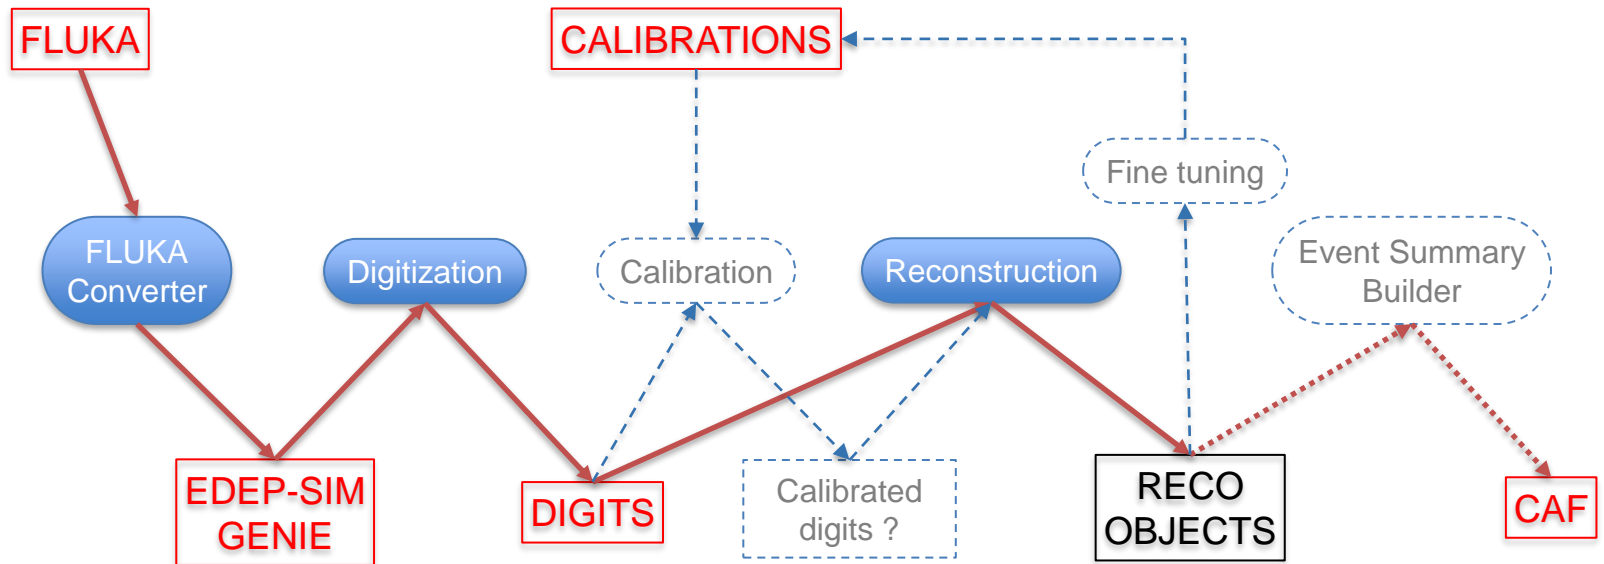 FLUKA
CALIBRATIONS
Fine tuning
FLUKA
Converter
Digitization
Calibration
Reconstruction
Event Summary
Builder
EDEP-SIM
GENIE
DIGITS
Calibrated
digits ?
RECO
OBJECTS
CAF